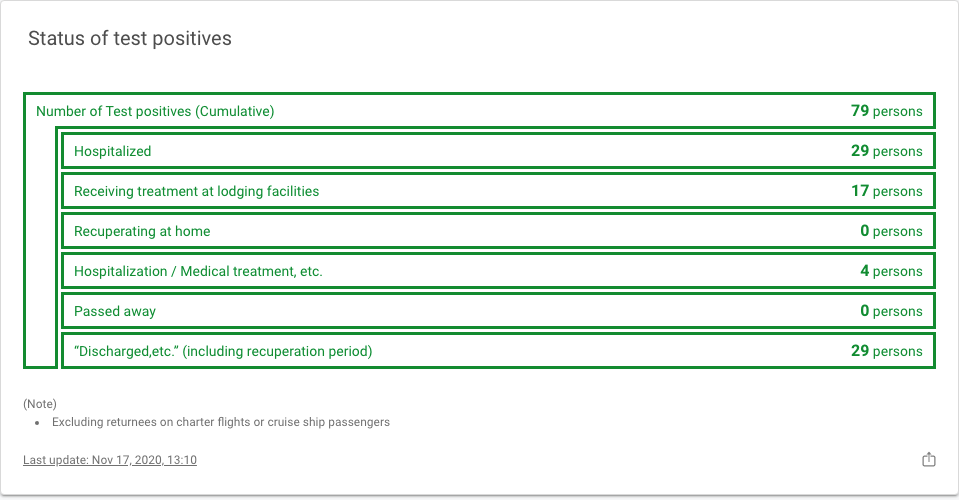 Status of test positives
Number of Test positives (Cumulative) 79 persons
Hospitalized 29 persons
Receiving treatment at lodging facilities 17 persons
Recuperating at home 0 persons
Hospitalization / Medical treatment, etc. 4 persons
Passed away 0 persons
“Discharged,etc.” (including recuperation period) 29 persons
(Note)
• Excluding returnees on charter flights or cruise ship passengers
Last update: Nov 17, 2020, 13:10